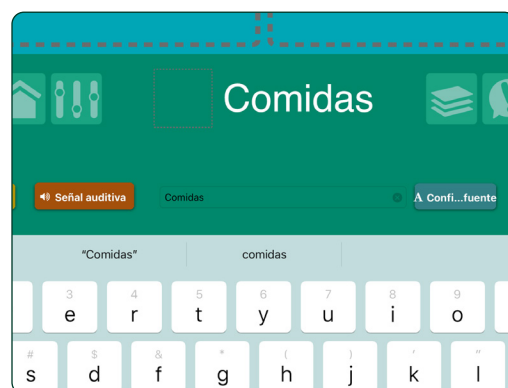 Comidas
Señal auditiva
Comidas
A Confi...fuente
"Comidas" comidas
3 4 5 6 7 8 9
e r t y u i o
# $ & * ( ) ' "
s d f g h j k l